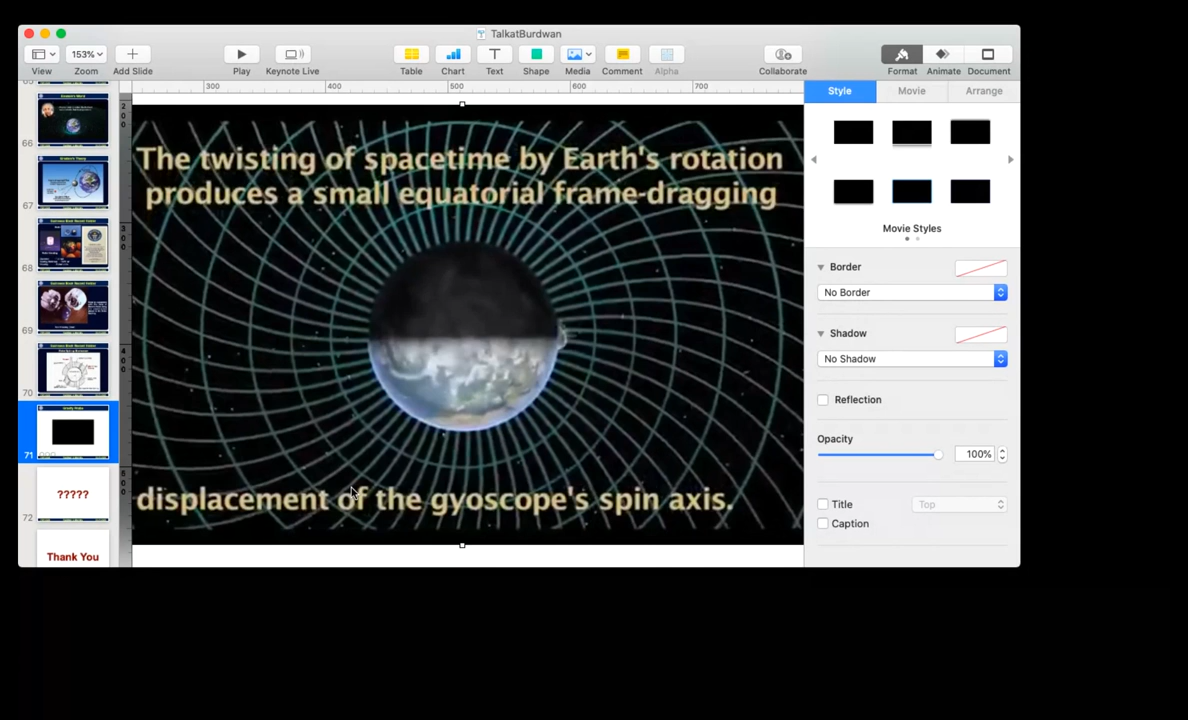 TalkatBurdwan
153%
View
Zoom
Add Slide
Play
Keynote Live
Table
Chart
Text
Shape
Media
Comment
Alpha
Collaborate
Format
Animate
Document
300
400
500
600
700
Style
Movie
Arrange
66
67
68
69
70
71
72
?????
Thank You
The twisting of spacetime by Earth's rotation
produces a small equatorial frame-dragging
displacement of the gyoscope's spin axis.
Movie Styles
Border
No Border
Shadow
No Shadow
Reflection
Opacity
100%
Title
Top
Caption